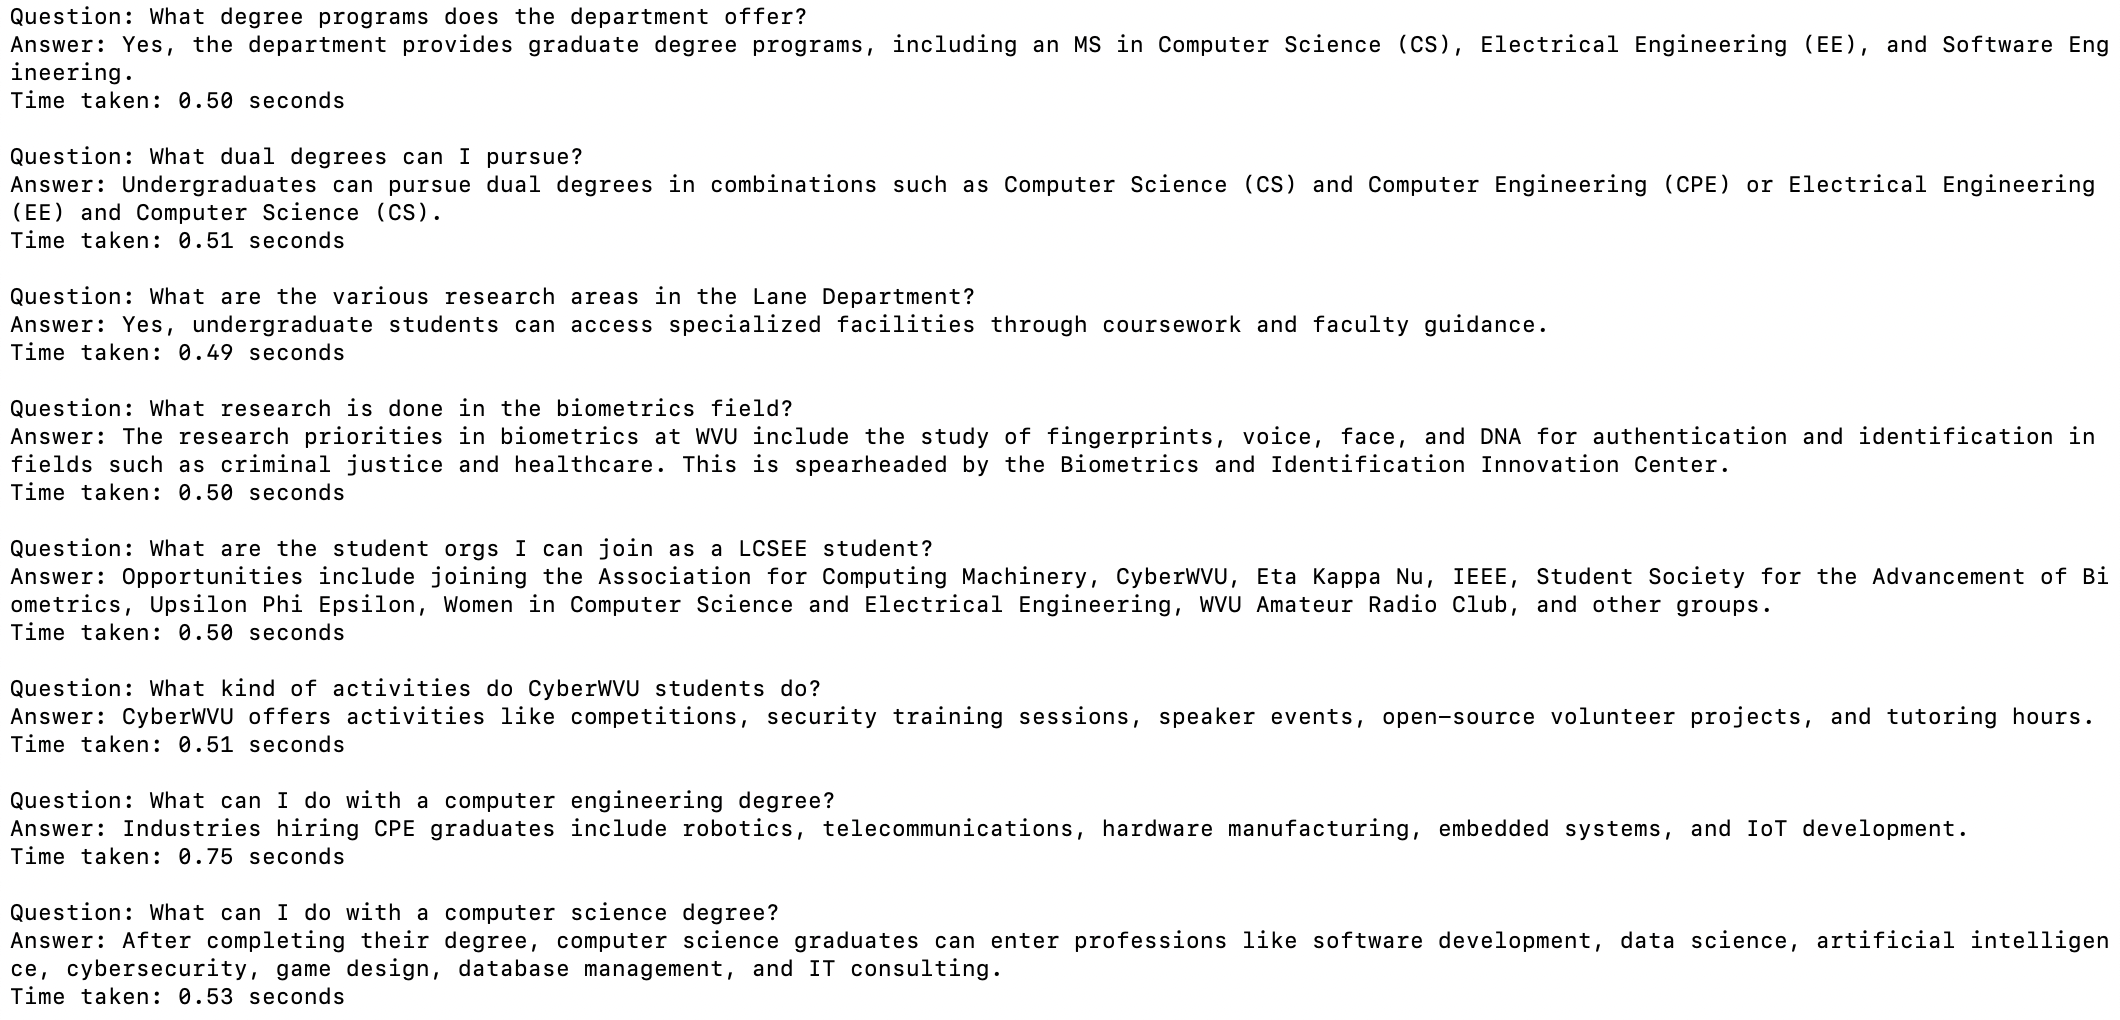 Question: What degree programs does the department offer?
Answer: Yes, the department provides graduate degree programs, including an MS in Computer Science (CS), Electrical Engineering (EE), and Software Eng
ineering.
Time taken: 0.50 seconds

Question: What dual degrees can I pursue?
Answer: Undergraduates can pursue dual degrees in combinations such as Computer Science (CS) and Computer Engineering (CPE) or Electrical Engineering
(EE) and Computer Science (CS).
Time taken: 0.51 seconds

Question: What are the various research areas in the Lane Department?
Answer: Yes, undergraduate students can access specialized facilities through coursework and faculty guidance.
Time taken: 0.49 seconds

Question: What research is done in the biometrics field?
Answer: The research priorities in biometrics at WVU include the study of fingerprints, voice, face, and DNA for authentication and identification in
fields such as criminal justice and healthcare. This is spearheaded by the Biometrics and Identification Innovation Center.
Time taken: 0.50 seconds

Question: What are the student orgs I can join as a LCSEE student?
Answer: Opportunities include joining the Association for Computing Machinery, CyberWVU, Eta Kappa Nu, IEEE, Student Society for the Advancement of Bi
ometrics, Upsilon Phi Epsilon, Women in Computer Science and Electrical Engineering, WVU Amateur Radio Club, and other groups.
Time taken: 0.50 seconds

Question: What kind of activities do CyberWVU students do?
Answer: CyberWVU offers activities like competitions, security training sessions, speaker events, open-source volunteer projects, and tutoring hours.
Time taken: 0.51 seconds

Question: What can I do with a computer engineering degree?
Answer: Industries hiring CPE graduates include robotics, telecommunications, hardware manufacturing, embedded systems, and IoT development.
Time taken: 0.75 seconds

Question: What can I do with a computer science degree?
Answer: After completing their degree, computer science graduates can enter professions like software development, data science, artificial intelligen
ce, cybersecurity, game design, database management, and IT consulting.
Time taken: 0.53 seconds